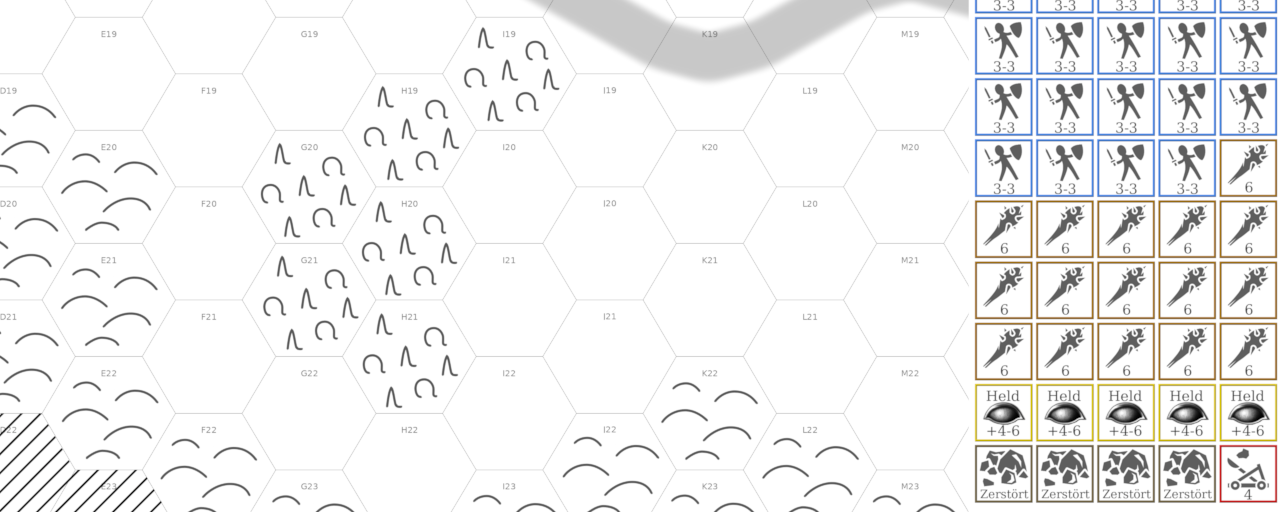 E19 G19 I19 K19 M19
D19 F19 H19 I19 L19
E20 G20 I20 K20 M20
D20 F20 H20 I20 L20
E21 G21 I21 K21 M21
D21 F21 H21 I21 L21
E22 G22 I22 K22 M22
D22 F22 H22 I22 L22
E23 G23 I23 K23 M23
3-3 3-3 3-3 3-3 3-3
3-3 3-3 3-3 3-3 3-3
3-3 3-3 3-3 3-3 3-3
3-3 3-3 3-3 3-3 6
6 6 6 6 6
6 6 6 6 6
6 6 6 6 6
Held Held Held Held Held
+4-6 +4-6 +4-6 +4-6 +4-6
Zerstört Zerstört Zerstört Zerstört 4